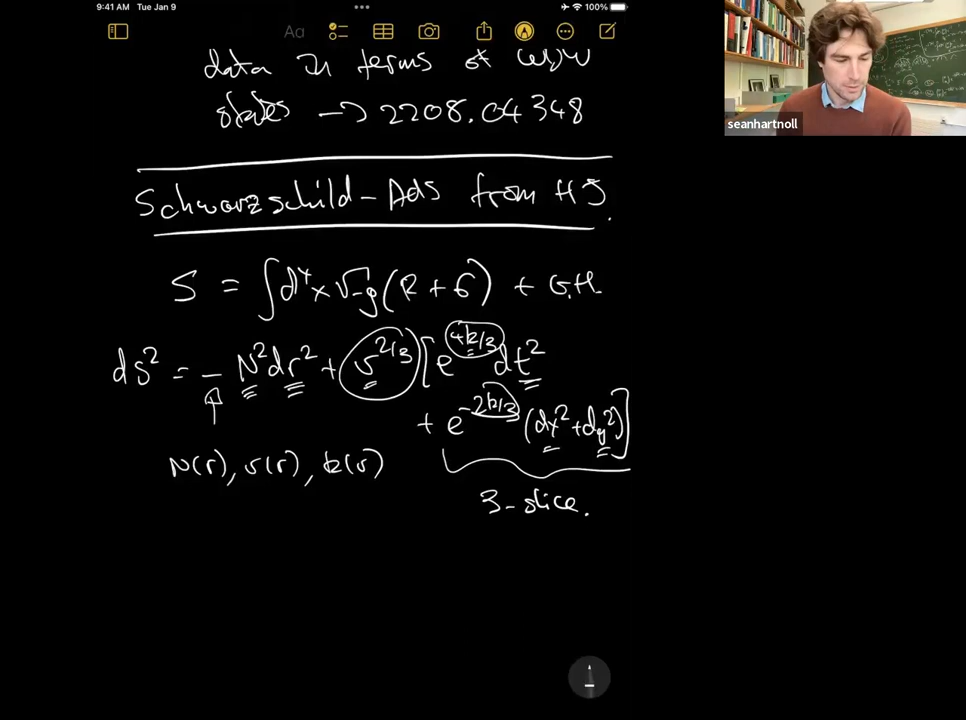 9:41 AM Tue Jan 9
100%
Aa
data in terms of WDW
states → 2208.04348
Schwarzschild-AdS from HJ.
S = ∫d⁴x √-g (R + 6) + G.H.
ds² = - N²dr² + v^{2/3} [e^{4k/3} dt²
+ e^{-2k/3} (dx² + dy²)]
N(r), v(r), k(r)
3-slice.
seanhartnoll